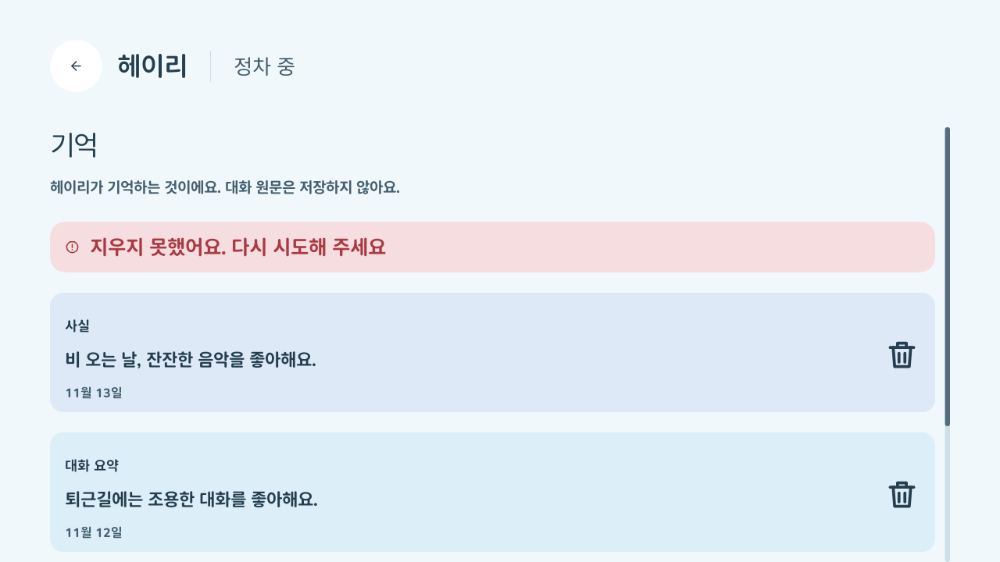 헤이리
정차 중
기억
헤이리가 기억하는 것이에요. 대화 원문은 저장하지 않아요.
지우지 못했어요. 다시 시도해 주세요
사실
비 오는 날, 잔잔한 음악을 좋아해요.
11월 13일
대화 요약
퇴근길에는 조용한 대화를 좋아해요.
11월 12일